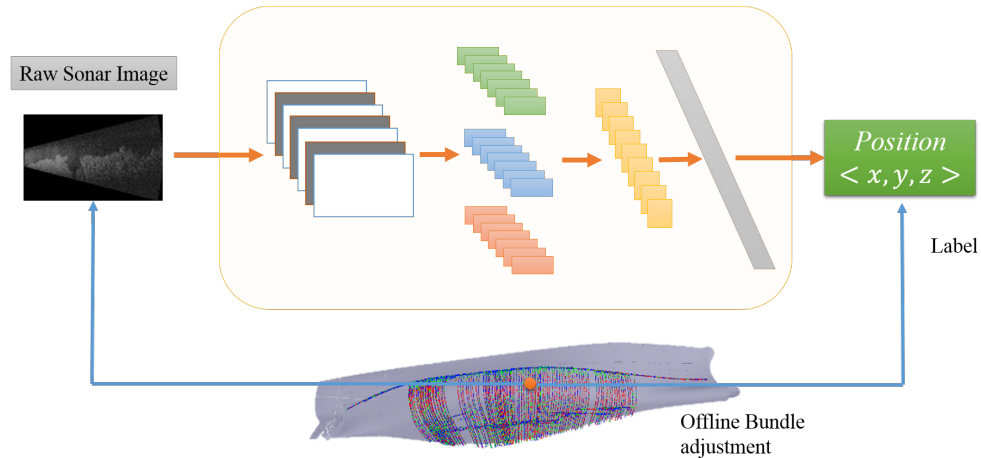 Raw Sonar Image
Position
< x, y, z >
Label
Offline Bundle
adjustment